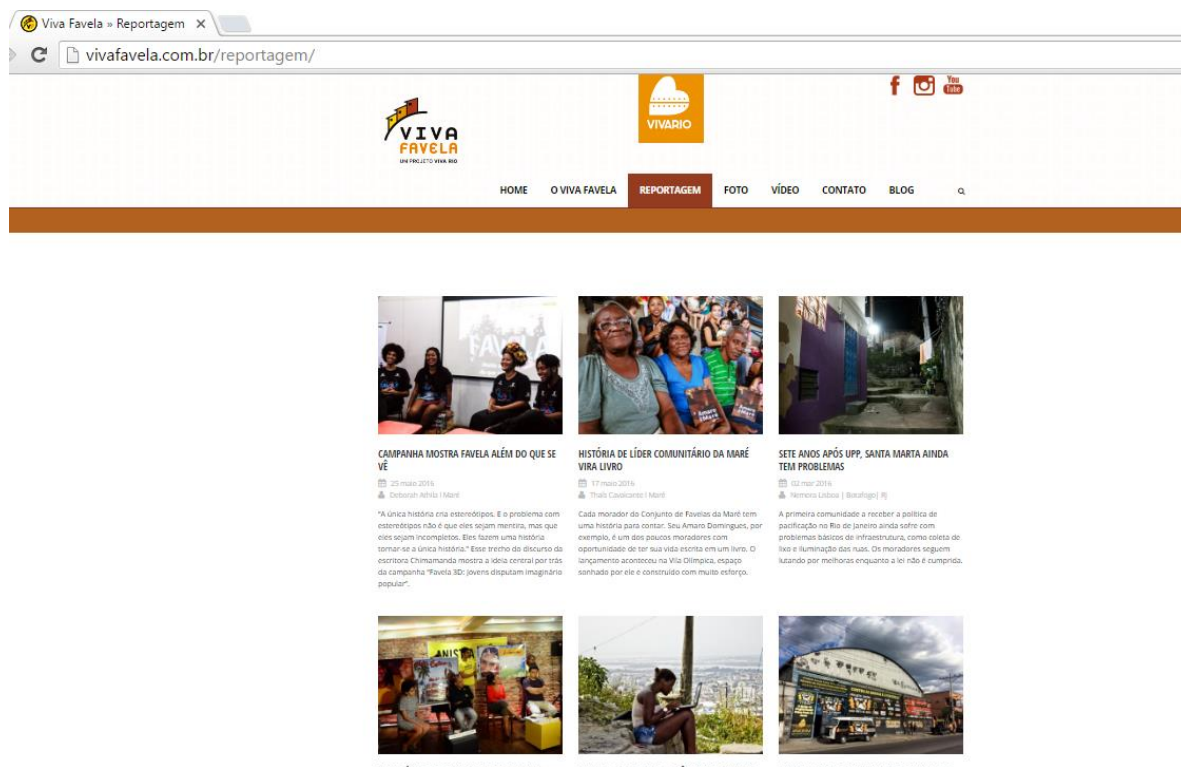 Viva Favela » Reportagem
vivafavela.com.br/reportagem/
VIVA
FAVELA
UM PROJETO VIVA RIO
VIVARIO
You
Tube
HOME O VIVA FAVELA REPORTAGEM FOTO VÍDEO CONTATO BLOG
CAMPANHA MOSTRA FAVELA ALÉM DO QUE SE
VÊ
25 maio 2016
Deborah Athila | Maré
"A única história cria estereótipos. E o problema com
estereótipos não é que eles sejam mentira, mas que
eles sejam incompletos. Eles fazem uma história
tornar-se a única história." Esse trecho do discurso da
escritora Chimamanda mostra a ideia central por trás
da campanha "Favela 3D: jovens disputam imaginário
popular".
HISTÓRIA DE LÍDER COMUNITÁRIO DA MARÉ
VIRA LIVRO
17 maio 2016
Thaís Cavalcante | Maré
Cada morador do Conjunto de Favelas da Maré tem
uma história para contar. Seu Amaro Domingues, por
exemplo, é um dos poucos moradores com
oportunidade de ter sua vida escrita em um livro. O
lançamento aconteceu na Vila Olímpica, espaço
sonhado por ele e construído com muito esforço.
SETE ANOS APÓS UPP, SANTA MARTA AINDA
TEM PROBLEMAS
02 mar 2016
Lisboa | Botafogo| RJ
A primeira comunidade a receber a política de
pacificação no Rio de Janeiro ainda sofre com
problemas básicos de infraestrutura, como coleta de
lixo e iluminação das ruas. Os moradores seguem
lutando por melhoras enquanto a lei não é cumprida.